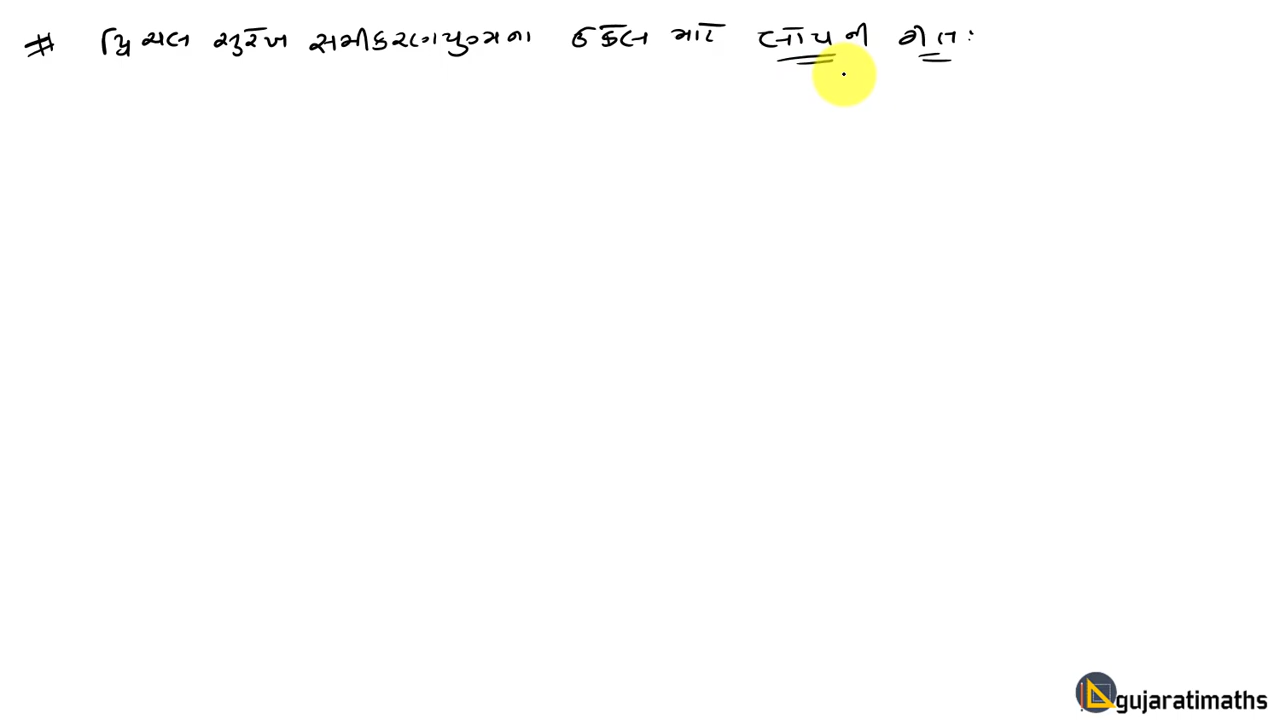 # દ્વિચલ સુરેખ સમીકરણયુગ્મના ઉકેલ માટે લોપની રીત :
gujaratimaths